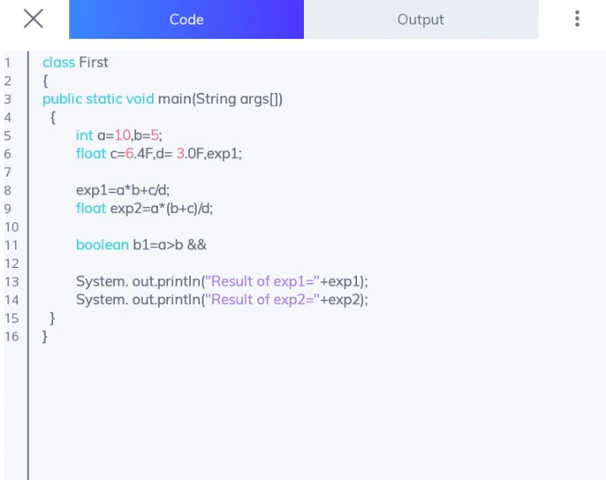 Code Output
1 class First
2 {
3 public static void main(String args[])
4 {
5 int a=10,b=5;
6 float c=6.4F,d= 3.0F,exp1;
7
8 exp1=a*b+c/d;
9 float exp2=a*(b+c)/d;
10
11 boolean b1=a>b &&
12
13 System. out.println("Result of exp1="+exp1);
14 System. out.println("Result of exp2="+exp2);
15 }
16 }